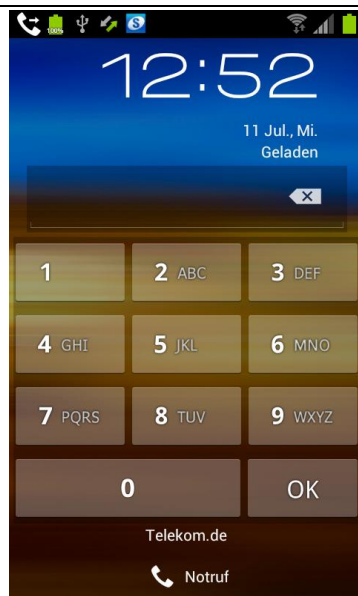 100%
12:52
11 Jul., Mi.
Geladen
1
2 ABC
3 DEF
4 GHI
5 JKL
6 MNO
7 PQRS
8 TUV
9 WXYZ
0
OK
Telekom.de
Notruf